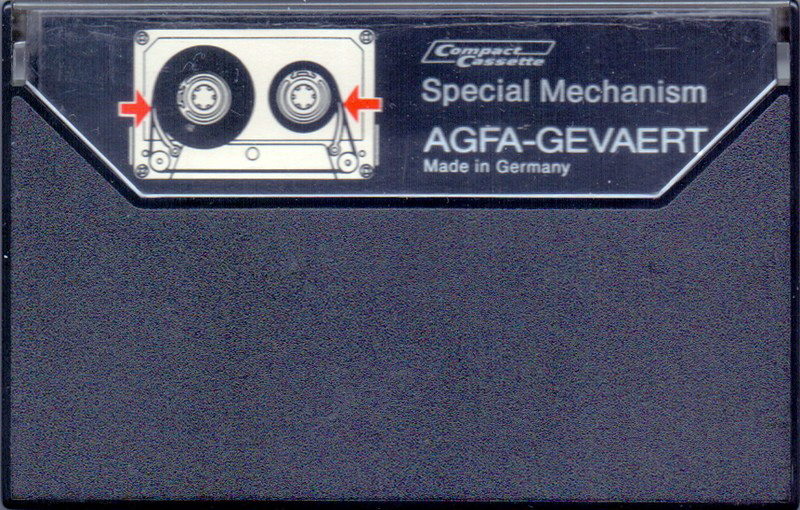 Compact
Cassette
Special Mechanism
AGFA-GEVAERT
Made in Germany